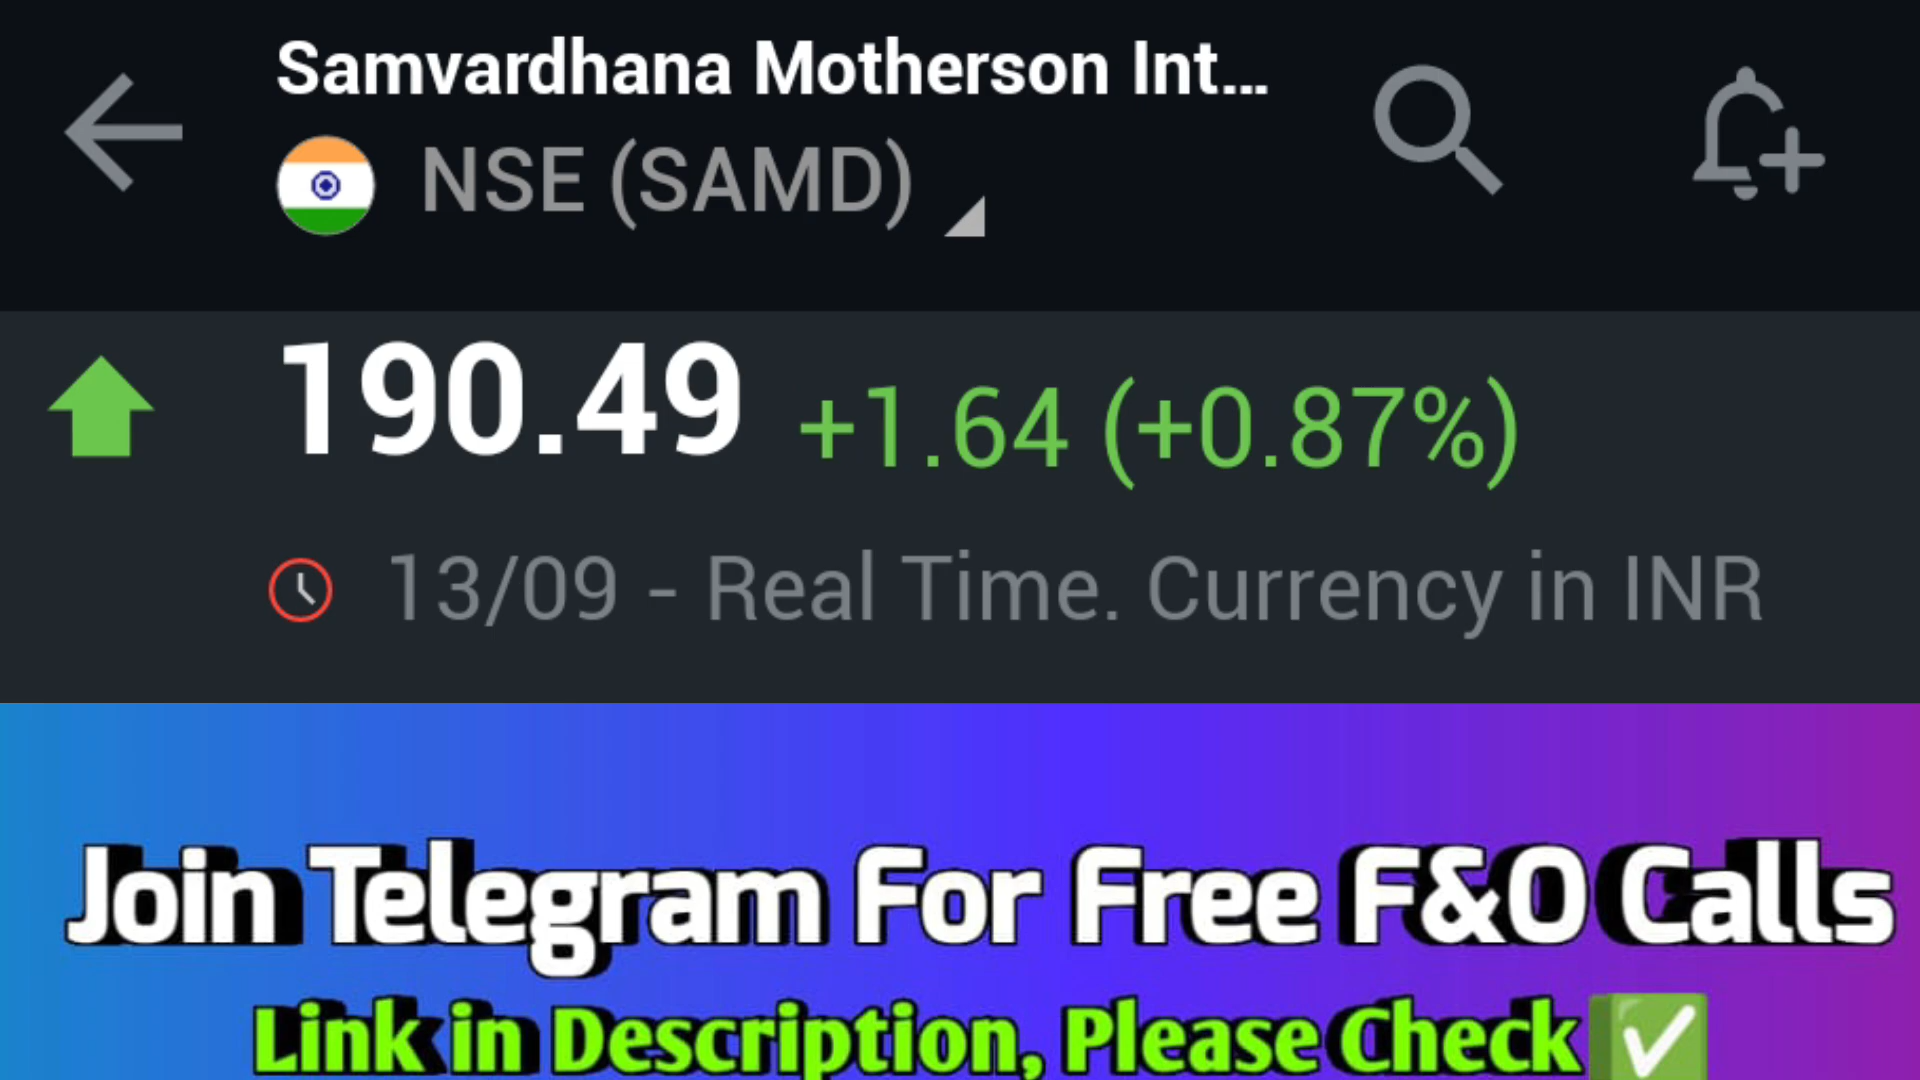 Samvardhana Motherson Int...
NSE (SAMD)
190.49 +1.64 (+0.87%)
13/09 - Real Time. Currency in INR
Join Telegram For Free F&O Calls
Link in Description, Please Check ✅